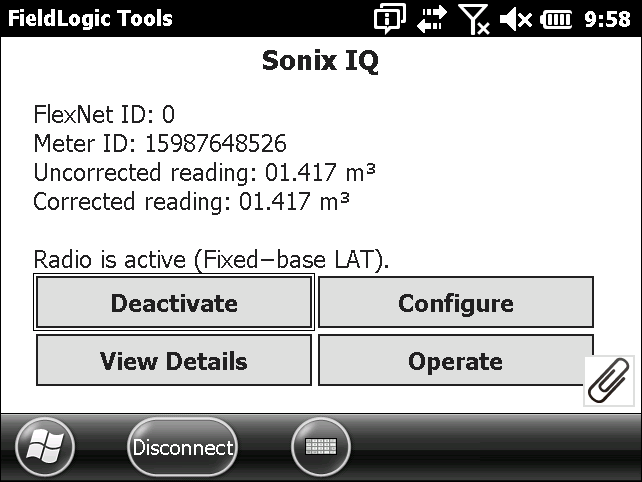 FieldLogic Tools 9:58
Sonix IQ
FlexNet ID: 0
Meter ID: 15987648526
Uncorrected reading: 01.417 m³
Corrected reading: 01.417 m³
Radio is active (Fixed-base LAT).
Deactivate Configure
View Details Operate
Disconnect